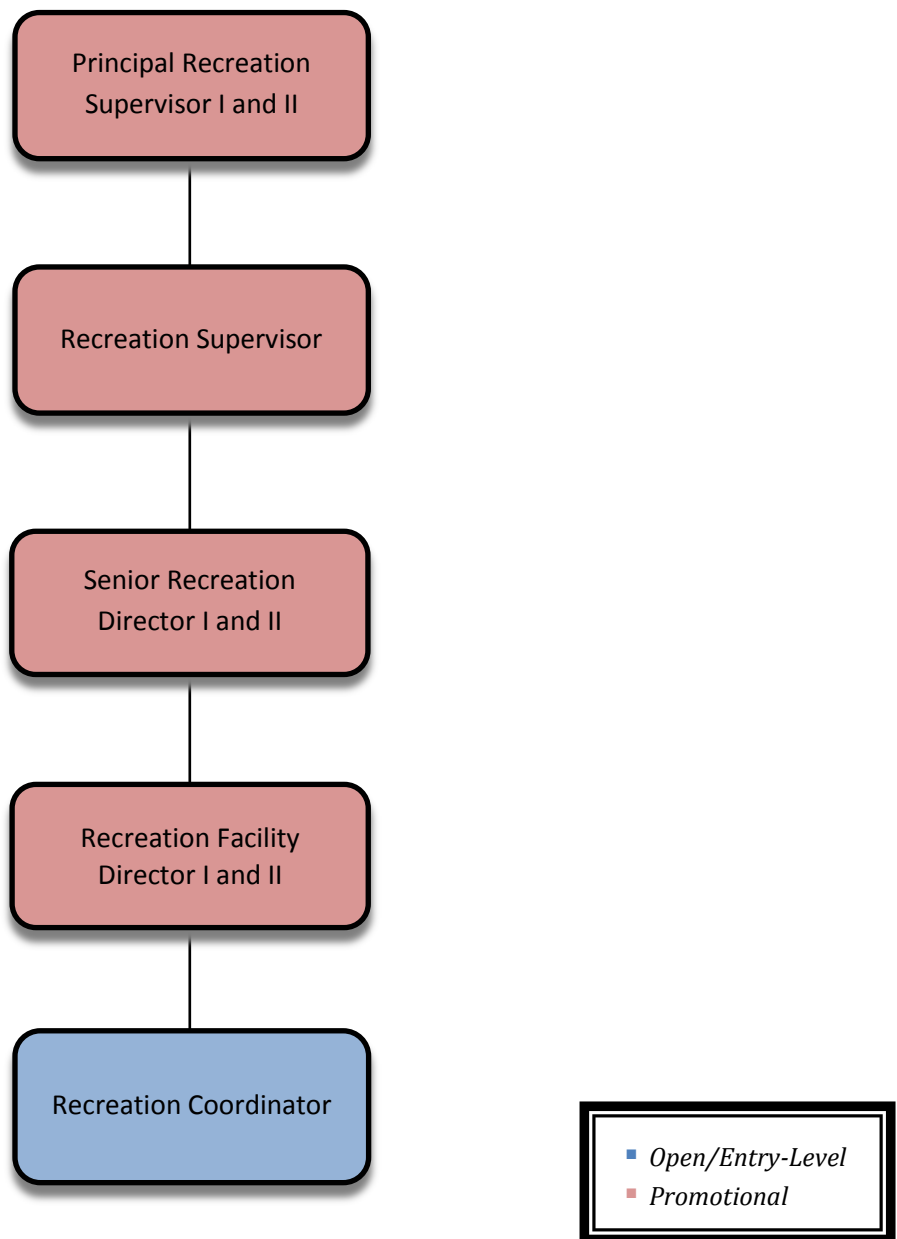 Principal Recreation
Supervisor I and II
Recreation Supervisor
Senior Recreation
Director I and II
Recreation Facility
Director I and II
Recreation Coordinator
Open/Entry-Level
Promotional